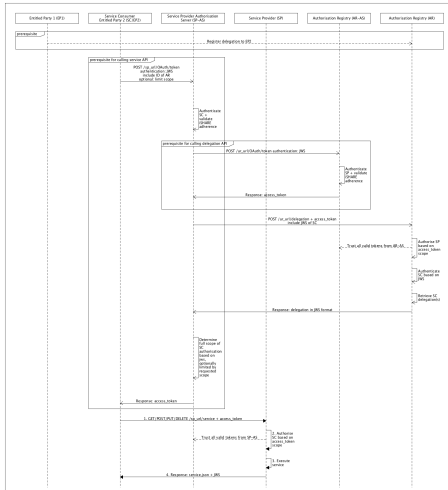 Entitled Party 1 (EP1)
Service Consumer
Entitled Party 2 (SC,EP2)
Service Provider Authorisation
Server (SP-AS)
Service Provider (SP)
Authorisation Registry (AR-AS)
Authorisation Registry (AR)
prerequisite
Register delegation to EP2
prerequisite for calling service API
POST /sp_url/OAuth/token
authentication: JWS
include ID of AR
optional: limit scope
Authenticate
SC +
validate
iSHARE
adherence
prerequisite for calling delegation API
POST /ar_url/OAuth/token authentication: JWS
Authenticate
SP + validate
iSHARE
adherence
Response: access_token
POST /ar_url/delegation + access_token
include JWS of SC
Authorise SP
based on
access_token
scope
Trust all valid tokens from AR-AS
Authenticate
SC based on
JWS
Retrieve SC
delegation(s)
Response: delegation in JWS format
Determine
full scope of
SC
authorisation
based on
optionally
limited by
requested
scope
Response: access_token
1. GET/POST/PUT/DELETE /sp_url/service + access_token
2. Authorise
SC based on
access_token
scope
Trust all valid tokens from SP-AS
3. Execute
service
4. Response: service.json + JWS